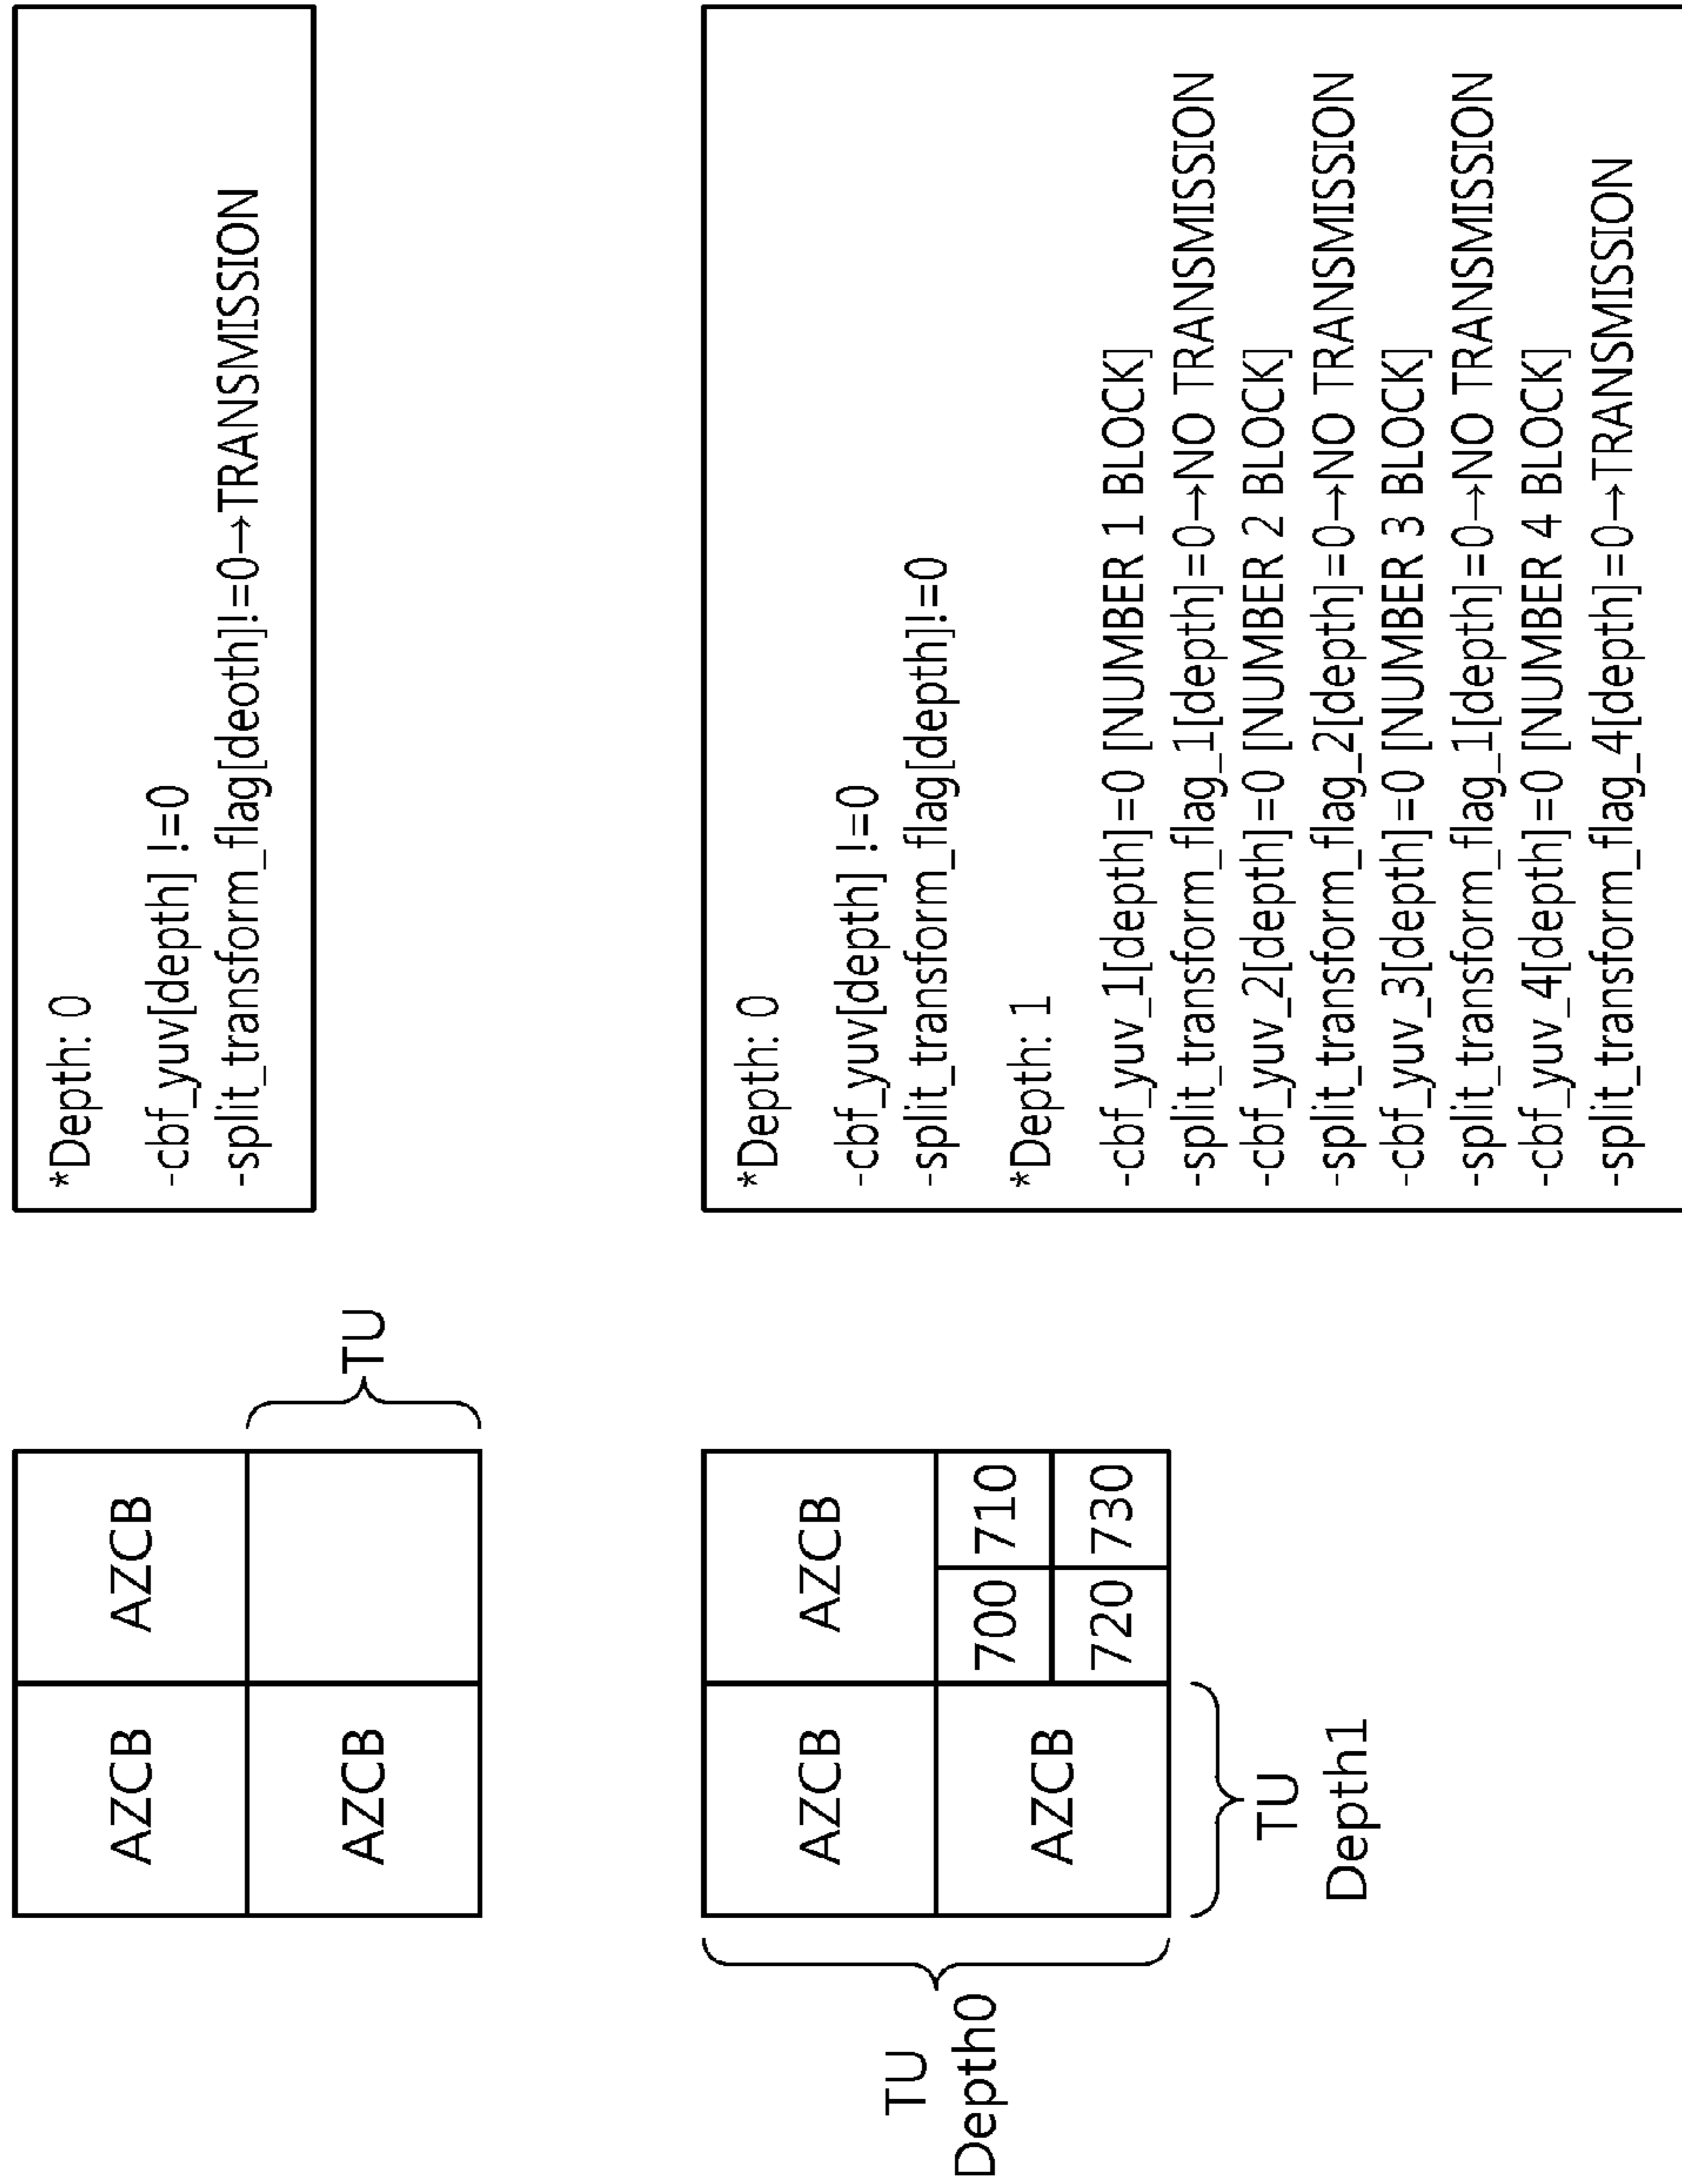 AZCB AZCB
AZCB
TU
*Depth: 0
-cbf_yuv[depth] !=0
-split_transform_flag[deoth]!=0→TRANSMISSION
TU
Depth0
AZCB AZCB
700 710
AZCB
720 730
TU
Depth1
*Depth: 0
-cbf_yuv[depth] !=0
-split_transform_flag[depth]!=0
*Depth: 1
-cbf_yuv_1[depth]=0 [NUMBER 1 BLOCK]
-split_transform_flag_1[depth]=0→NO TRANSMISSION
-cbf_yuv_2[depth]=0 [NUMBER 2 BLOCK]
-split_transform_flag_2[depth]=0→NO TRANSMISSION
-cbf_yuv_3[depth]=0 [NUMBER 3 BLOCK]
-split_transform_flag_1[depth]=0→NO TRANSMISSION
-cbf_yuv_4[depth]=0 [NUMBER 4 BLOCK]
-split_transform_flag_4[depth]=0→TRANSMISSION